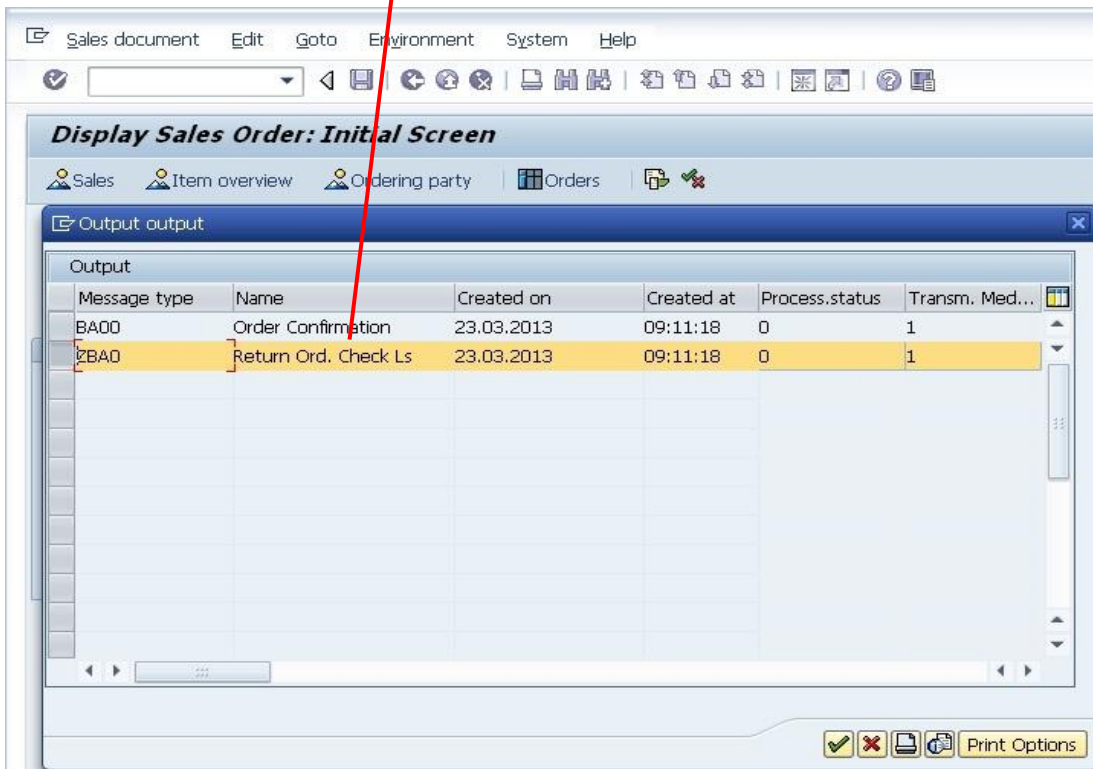 Sales document Edit Goto Environment System Help
Display Sales Order: Initial Screen
Sales Item overview Ordering party Orders
Output output
Output
Message type Name Created on Created at Process.status Transm. Med...
BA00 Order Confirmation 23.03.2013 09:11:18 0 1
ZBA0 Return Ord. Check Ls 23.03.2013 09:11:18 0 1
Print Options